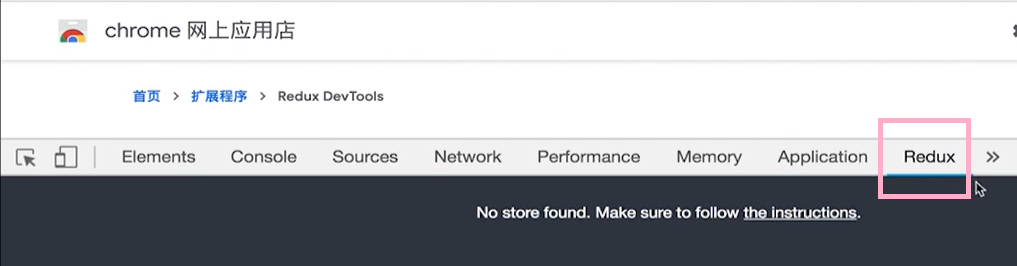 chrome 网上应用店
首页 > 扩展程序 > Redux DevTools
Elements Console Sources Network Performance Memory Application Redux »
No store found. Make sure to follow the instructions.